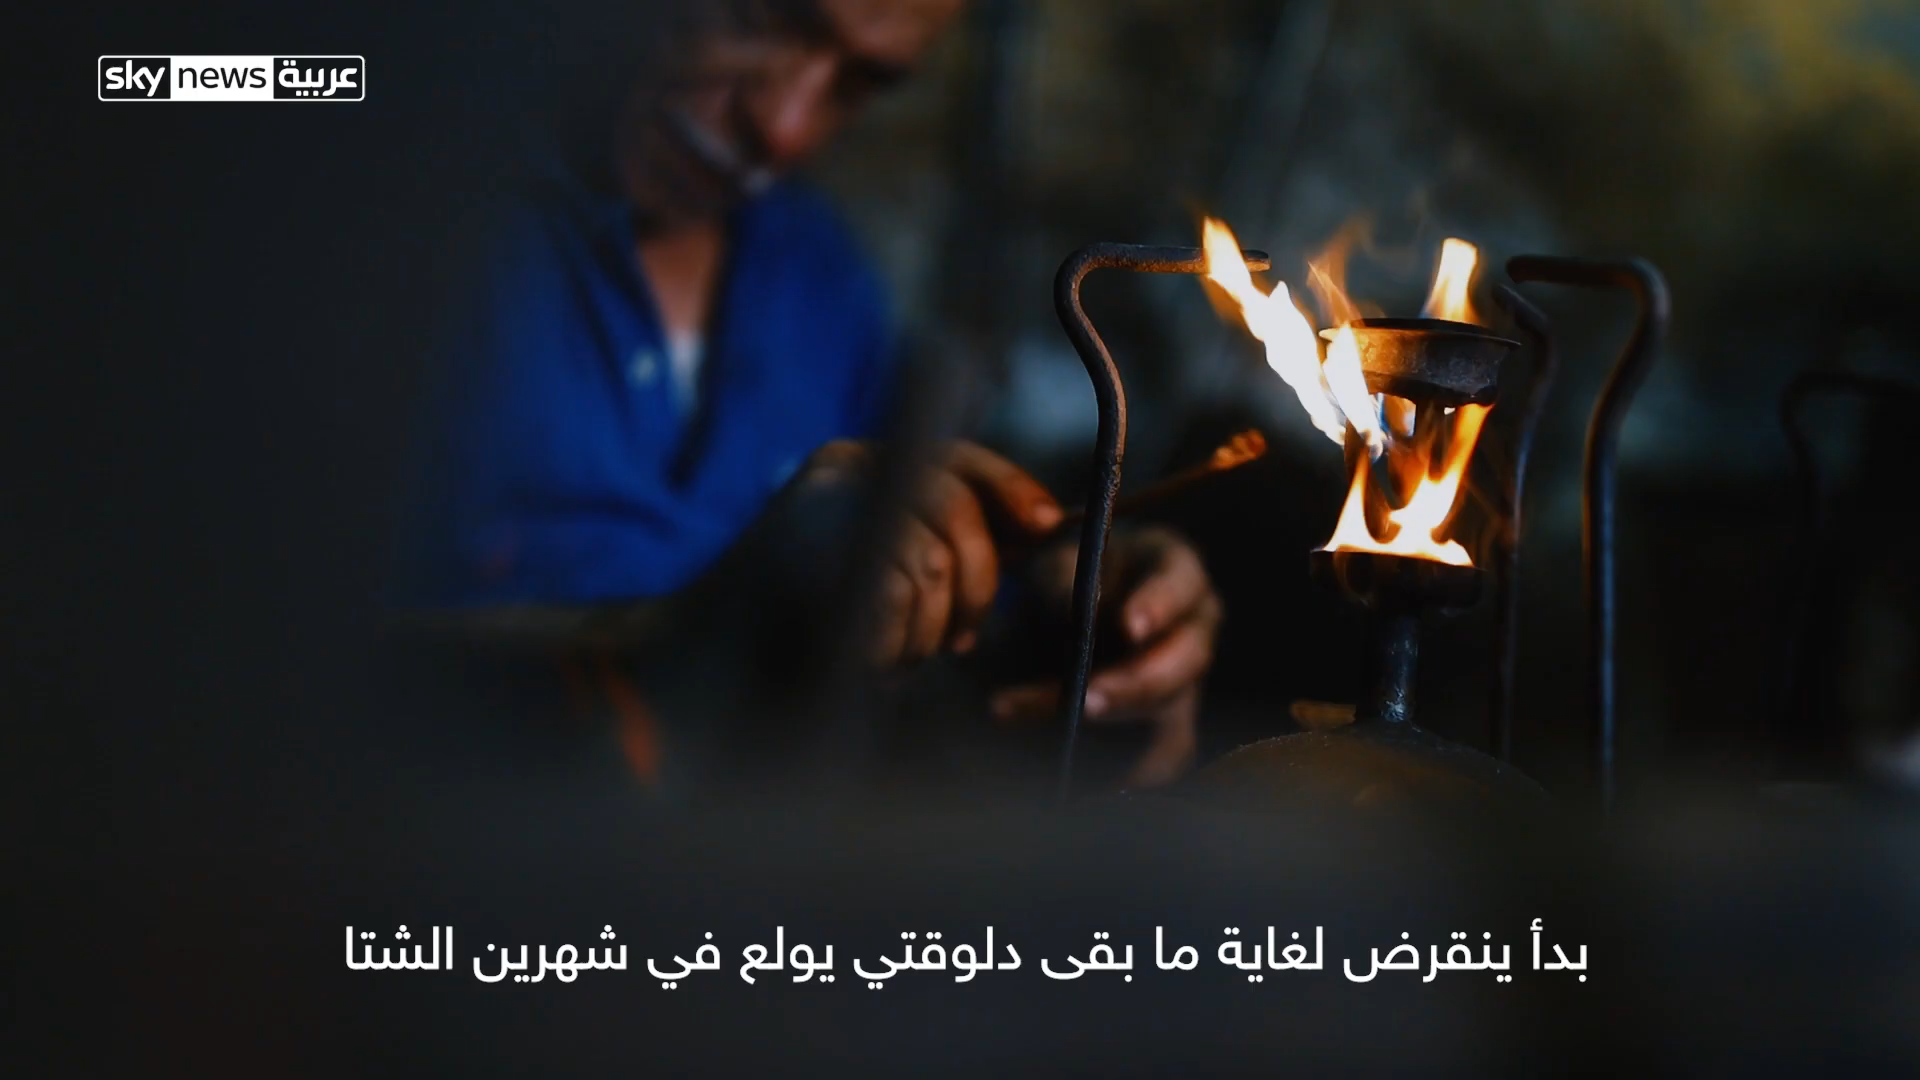 sky news عربية
بدأ ينقرض لغاية ما بقى دلوقتي يولع في شهرين الشتا